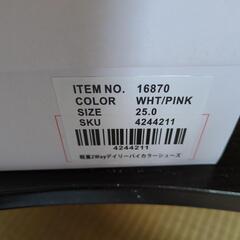 ITEM NO. 16870
COLOR WHT/PINK
SIZE 25.0
SKU 4244211
4244211
軽量2Wayデイリーバイカラーシューズ